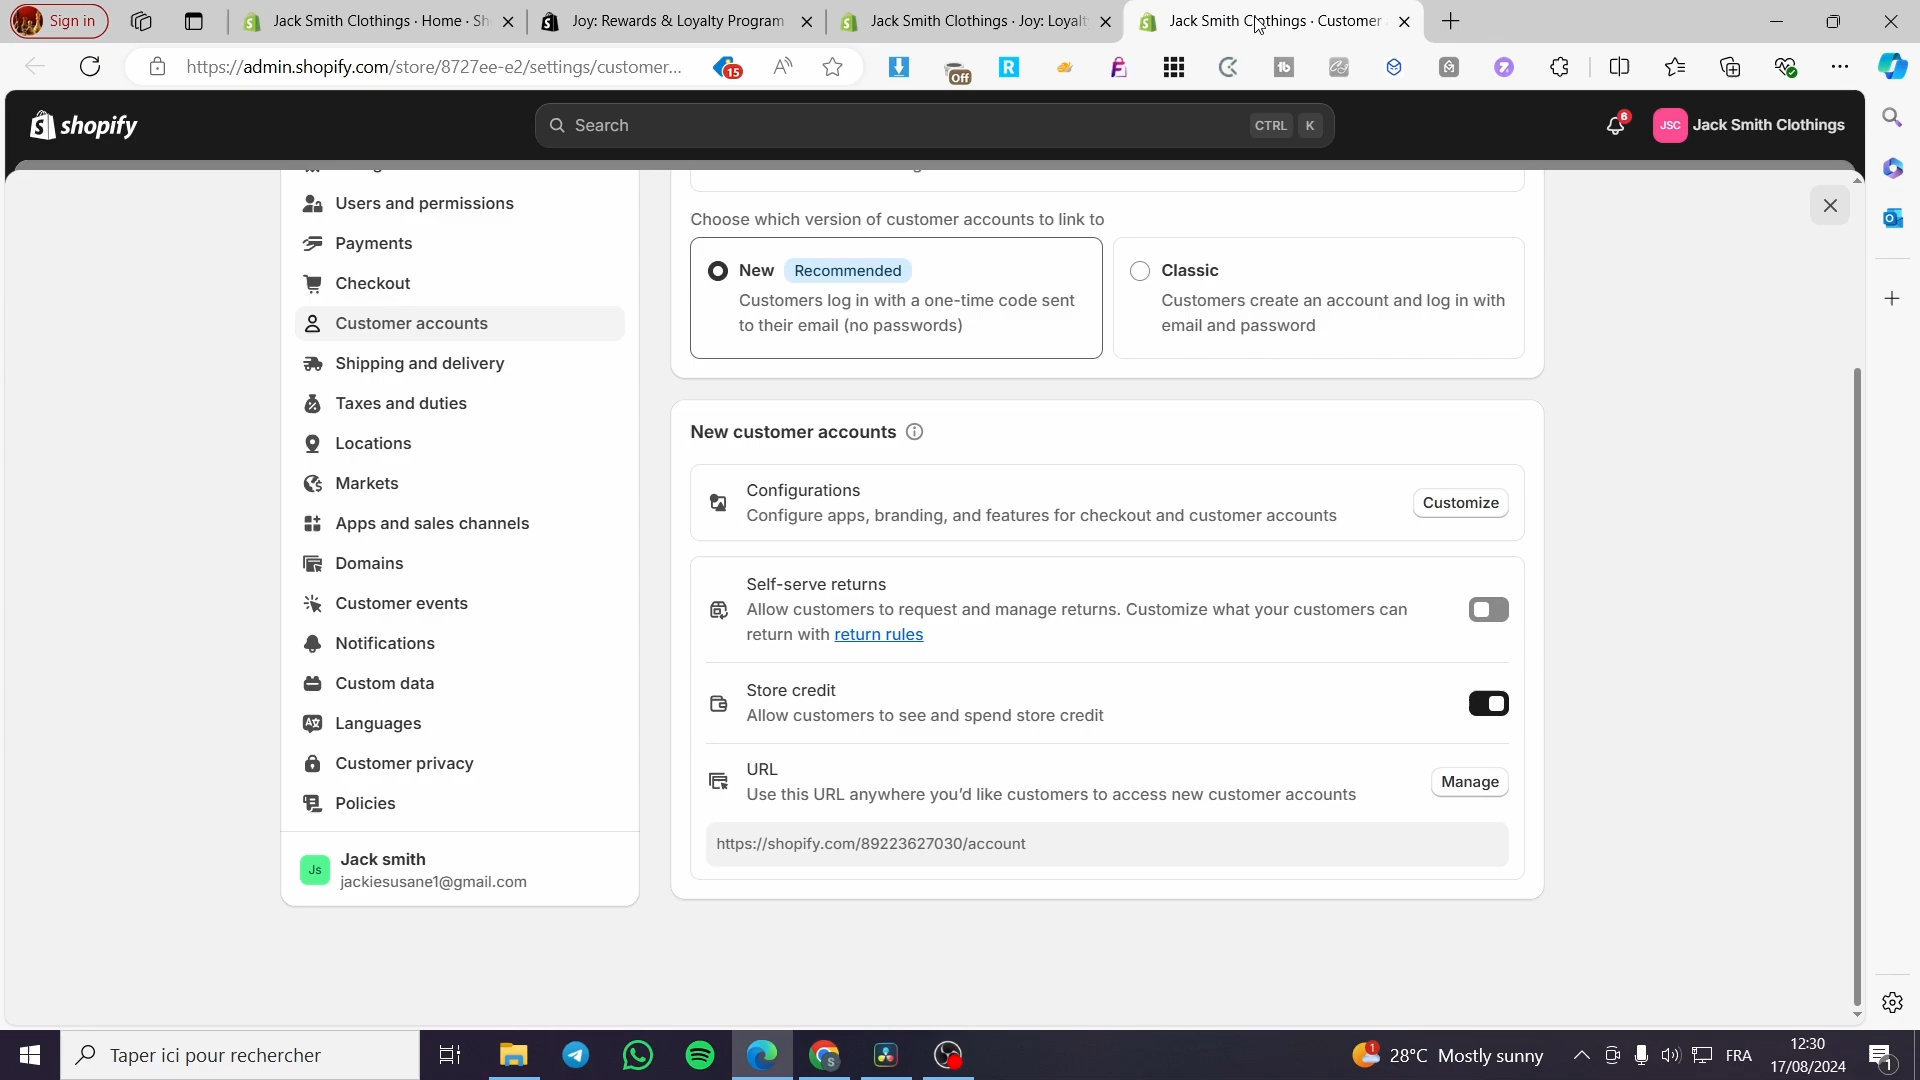 Sign in
Jack Smith Clothings · Home · Sh
Joy: Rewards & Loyalty Program
Jack Smith Clothings · Joy: Loyalt
Jack Smith Clothings · Customer
https://admin.shopify.com/store/8727ee-e2/settings/customer...
15
Off
shopify
Search
CTRL K
6
JSC
Jack Smith Clothings
Users and permissions
Payments
Checkout
Customer accounts
Shipping and delivery
Taxes and duties
Locations
Markets
Apps and sales channels
Domains
Customer events
Notifications
Custom data
Languages
Customer privacy
Policies
Js
Jack smith
jackiesusane1@gmail.com
Choose which version of customer accounts to link to
New Recommended
Customers log in with a one-time code sent
to their email (no passwords)
Classic
Customers create an account and log in with
email and password
New customer accounts
Configurations
Configure apps, branding, and features for checkout and customer accounts
Customize
Self-serve returns
Allow customers to request and manage returns. Customize what your customers can
return with return rules
Store credit
Allow customers to see and spend store credit
URL
Use this URL anywhere you'd like customers to access new customer accounts
Manage
https://shopify.com/89223627030/account
Taper ici pour rechercher
1
28°C Mostly sunny
FRA
12:30
17/08/2024
1